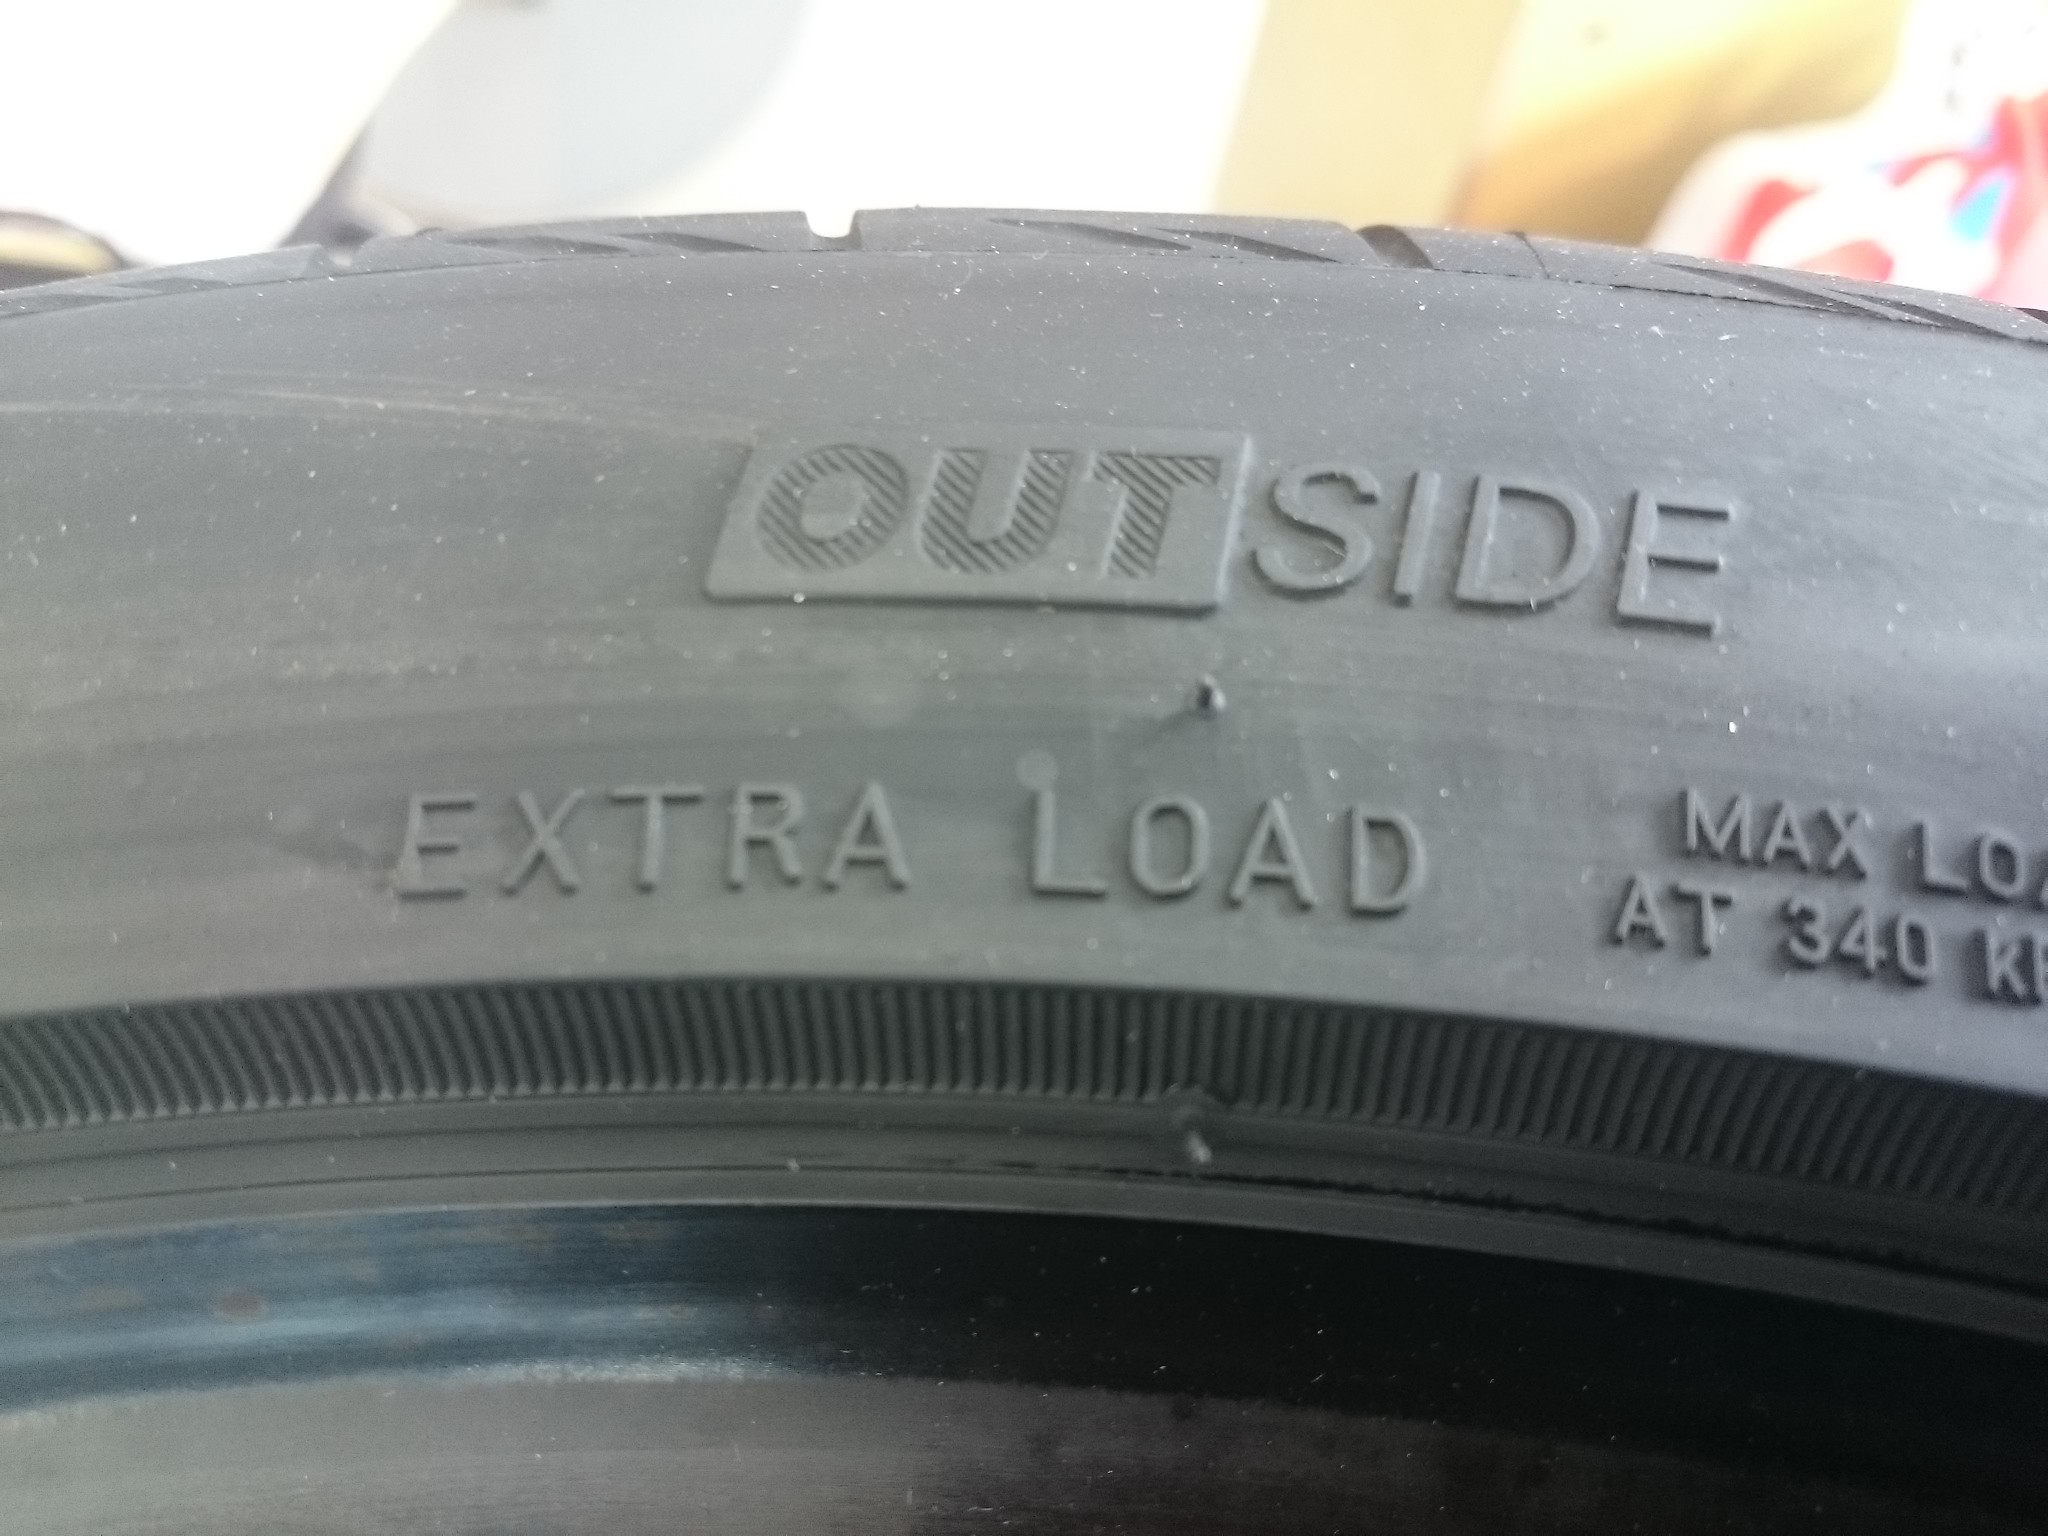 OUTSIDE
EXTRA LOAD
MAX
AT 340